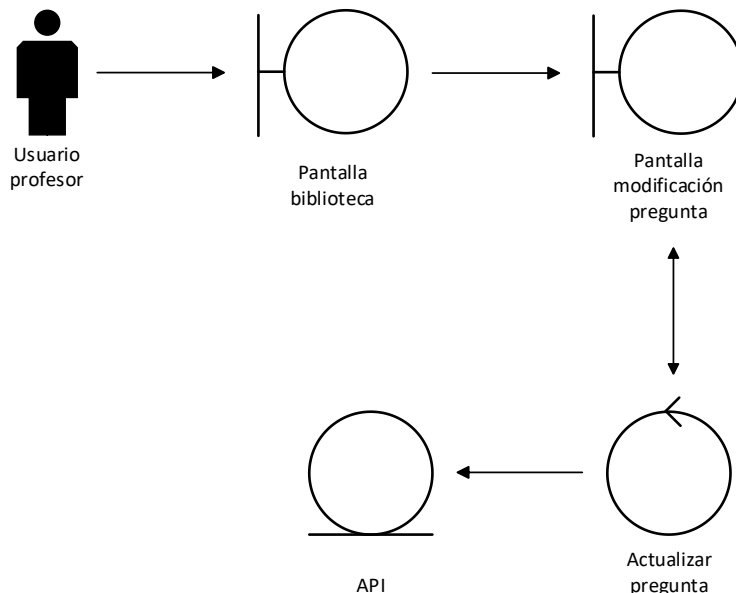 Usuario
profesor
Pantalla
biblioteca
Pantalla
modificación
pregunta
API
Actualizar
pregunta